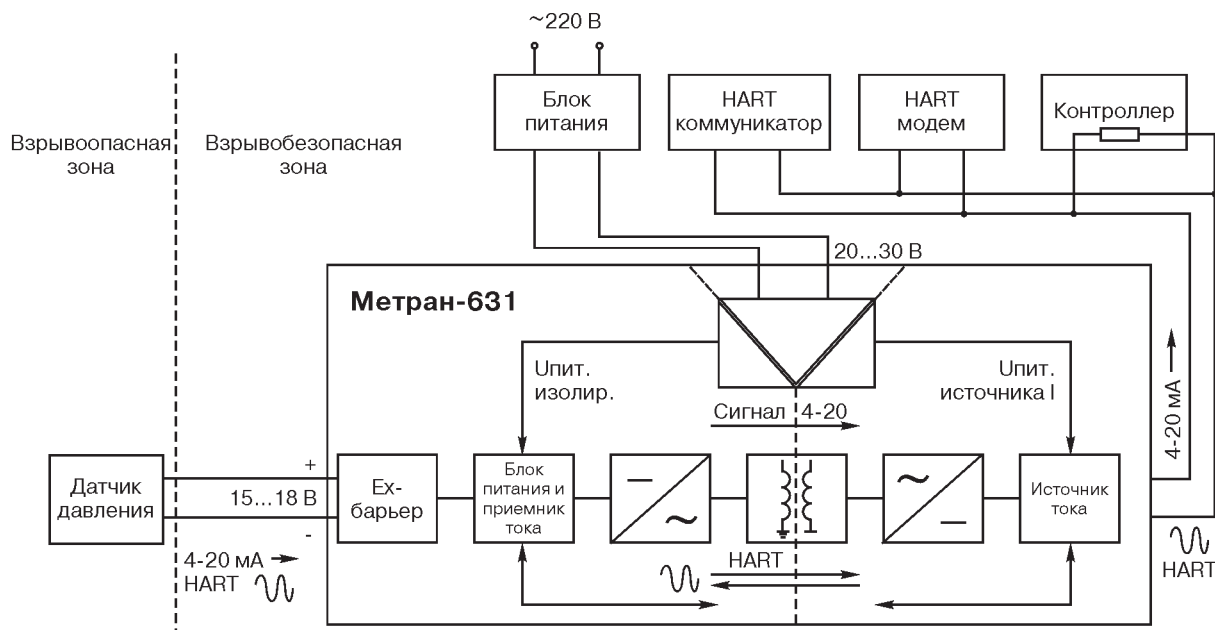 ~220 В
Блок
питания
HART
коммуникатор
HART
модем
Контроллер
Взрывоопасная
зона
Взрывобезопасная
зона
20...30 В
Метран-631
Uпит.
изолир.
Uпит.
источника I
Сигнал 4-20
4-20 мА
Датчик
давления
+
15...18 В
-
Ex-
барьер
Блок
питания и
приемник
тока
Источник
тока
4-20 мА
HART
HART
HART